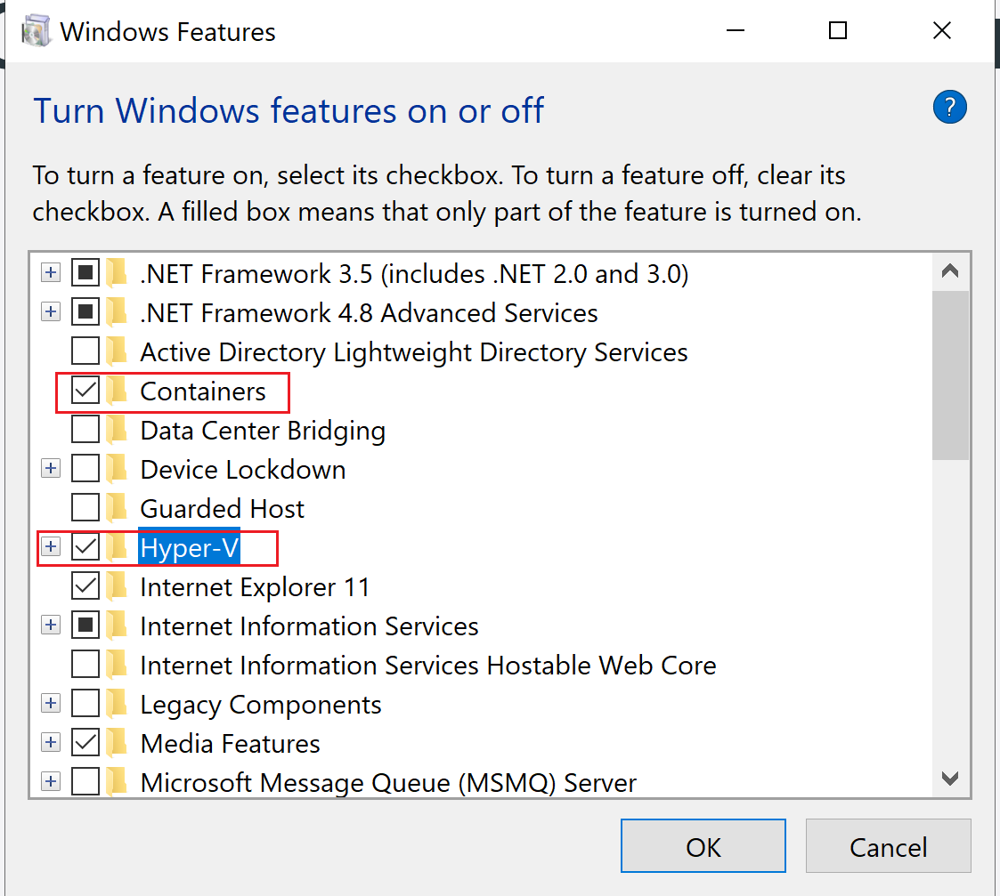 Windows Features
Turn Windows features on or off
?
To turn a feature on, select its checkbox. To turn a feature off, clear its
checkbox. A filled box means that only part of the feature is turned on.
.NET Framework 3.5 (includes .NET 2.0 and 3.0)
.NET Framework 4.8 Advanced Services
Active Directory Lightweight Directory Services
Containers
Data Center Bridging
Device Lockdown
Guarded Host
Hyper-V
Internet Explorer 11
Internet Information Services
Internet Information Services Hostable Web Core
Legacy Components
Media Features
Microsoft Message Queue (MSMQ) Server
OK
Cancel